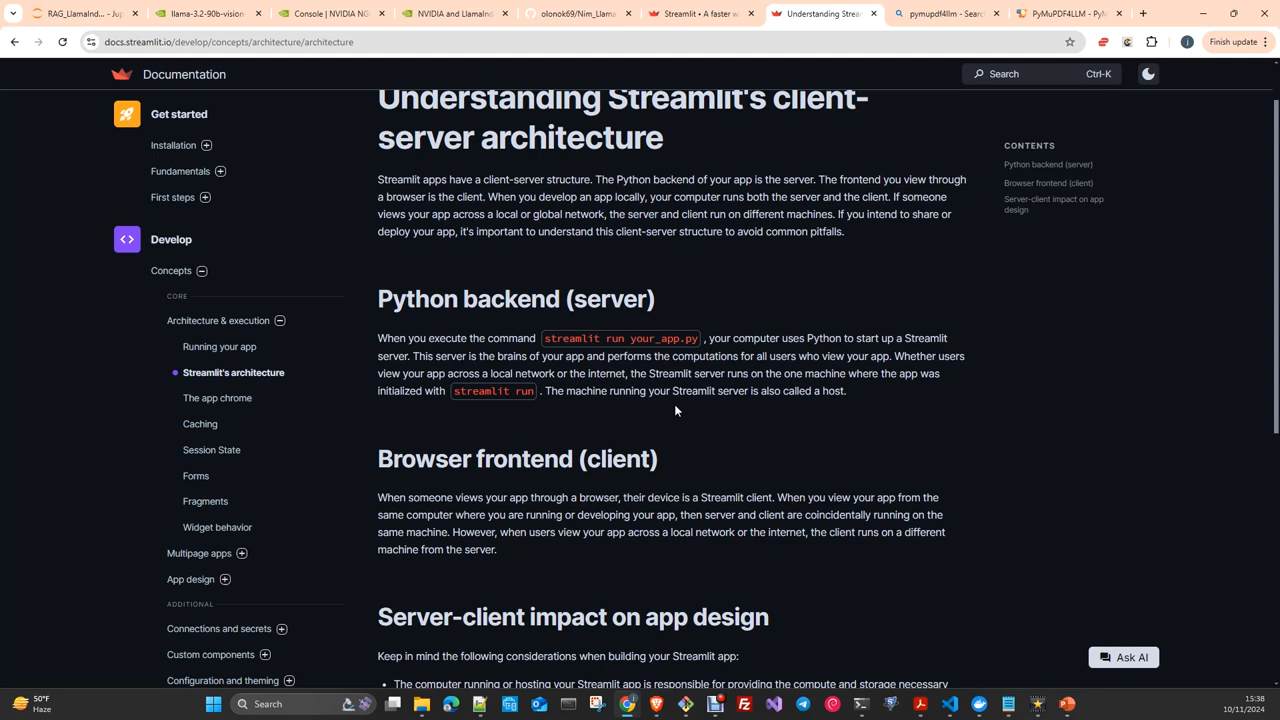 RAG_LlamaInd... - Jup
llama-3.2-90b-vision
Console | NVIDIA NG
NVIDIA and LlamaInd
olonok69/Nim_Llama
Streamlit • A faster w
Understanding Strea
pymupdf4llm - Searc
PyMuPDF4LLM - PyM
docs.streamlit.io/develop/concepts/architecture/architecture
Finish update
Documentation
Search
Ctrl-K
Get started
Installation
Fundamentals
First steps
Develop
Concepts
CORE
Architecture & execution
Running your app
Streamlit's architecture
The app chrome
Caching
Session State
Forms
Fragments
Widget behavior
Multipage apps
App design
ADDITIONAL
Connections and secrets
Custom components
Configuration and theming
Understanding Streamlit's client-
server architecture
Streamlit apps have a client-server structure. The Python backend of your app is the server. The frontend you view through
a browser is the client. When you develop an app locally, your computer runs both the server and the client. If someone
views your app across a local or global network, the server and client run on different machines. If you intend to share or
deploy your app, it's important to understand this client-server structure to avoid common pitfalls.
Python backend (server)
When you execute the command streamlit run your_app.py , your computer uses Python to start up a Streamlit
server. This server is the brains of your app and performs the computations for all users who view your app. Whether users
view your app across a local network or the internet, the Streamlit server runs on the one machine where the app was
initialized with streamlit run . The machine running your Streamlit server is also called a host.
Browser frontend (client)
When someone views your app through a browser, their device is a Streamlit client. When you view your app from the
same computer where you are running or developing your app, then server and client are coincidentally running on the
same machine. However, when users view your app across a local network or the internet, the client runs on a different
machine from the server.
Server-client impact on app design
Keep in mind the following considerations when building your Streamlit app:
• The computer running or hosting your Streamlit app is responsible for providing the compute and storage necessary
CONTENTS
Python backend (server)
Browser frontend (client)
Server-client impact on app
design
Ask AI
50°F
Haze
Search
15:38
10/11/2024